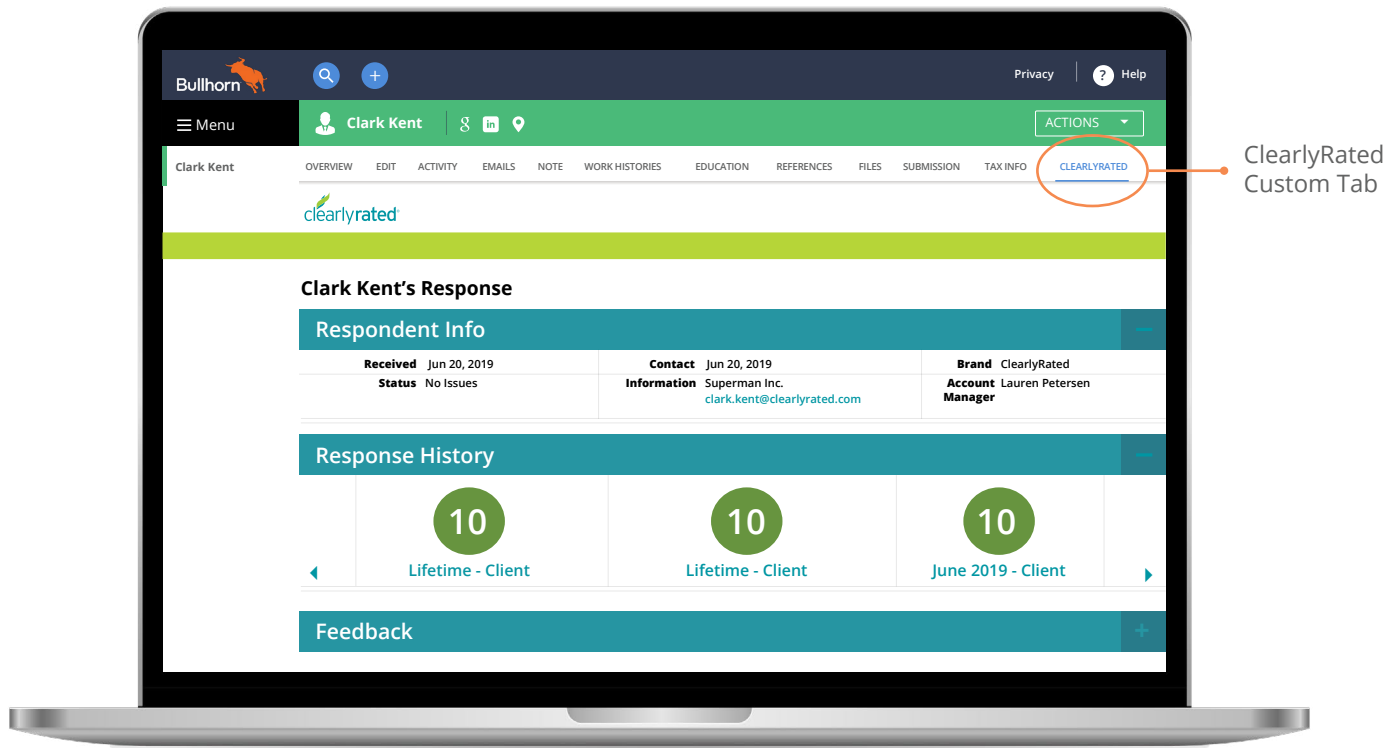 Bullhorn
Privacy ? Help
Menu
Clark Kent g in
ACTIONS
Clark Kent
OVERVIEW EDIT ACTIVITY EMAILS NOTE WORK HISTORIES EDUCATION REFERENCES FILES SUBMISSION TAX INFO CLEARLYRATED
ClearlyRated
Custom Tab
clearlyrated
Clark Kent's Response
Respondent Info
Received Jun 20, 2019 Contact Jun 20, 2019 Brand ClearlyRated
Status No Issues Information Superman Inc. Account Lauren Petersen
clark.kent@clearlyrated.com Manager
Response History
10 10 10
Lifetime - Client Lifetime - Client June 2019 - Client
Feedback